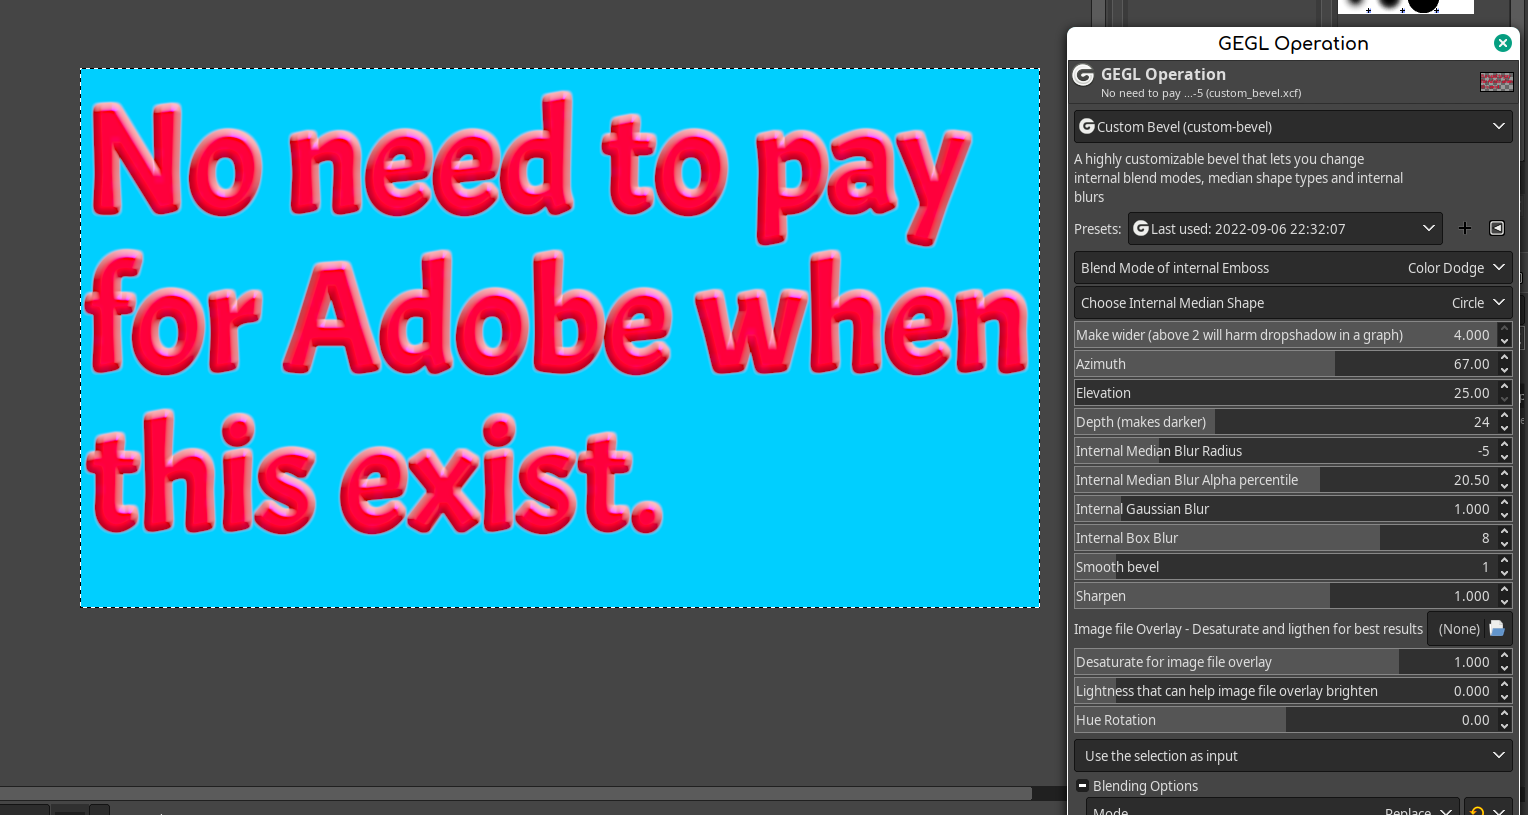 No need to pay
for Adobe when
this exist.
GEGL Operation
GEGL Operation
No need to pay ...-5 (custom_bevel.xcf)
Custom Bevel (custom-bevel)
A highly customizable bevel that lets you change
internal blend modes, median shape types and internal
blurs
Presets: Last used: 2022-09-06 22:32:07
Blend Mode of internal Emboss Color Dodge
Choose Internal Median Shape Circle
Make wider (above 2 will harm dropshadow in a graph) 4.000
Azimuth 67.00
Elevation 25.00
Depth (makes darker) 24
Internal Median Blur Radius -5
Internal Median Blur Alpha percentile 20.50
Internal Gaussian Blur 1.000
Internal Box Blur 8
Smooth bevel 1
Sharpen 1.000
Image file Overlay - Desaturate and ligthen for best results (None)
Desaturate for image file overlay 1.000
Lightness that can help image file overlay brighten 0.000
Hue Rotation 0.00
Use the selection as input
Blending Options
Mode Replace